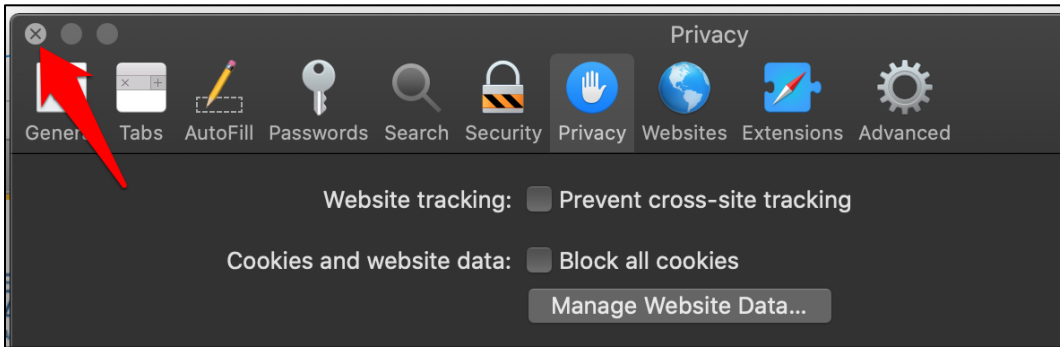 Privacy
Tabs AutoFill Passwords Search Security Privacy Websites Extensions Advanced
Website tracking: Prevent cross-site tracking
Cookies and website data: Block all cookies
Manage Website Data...